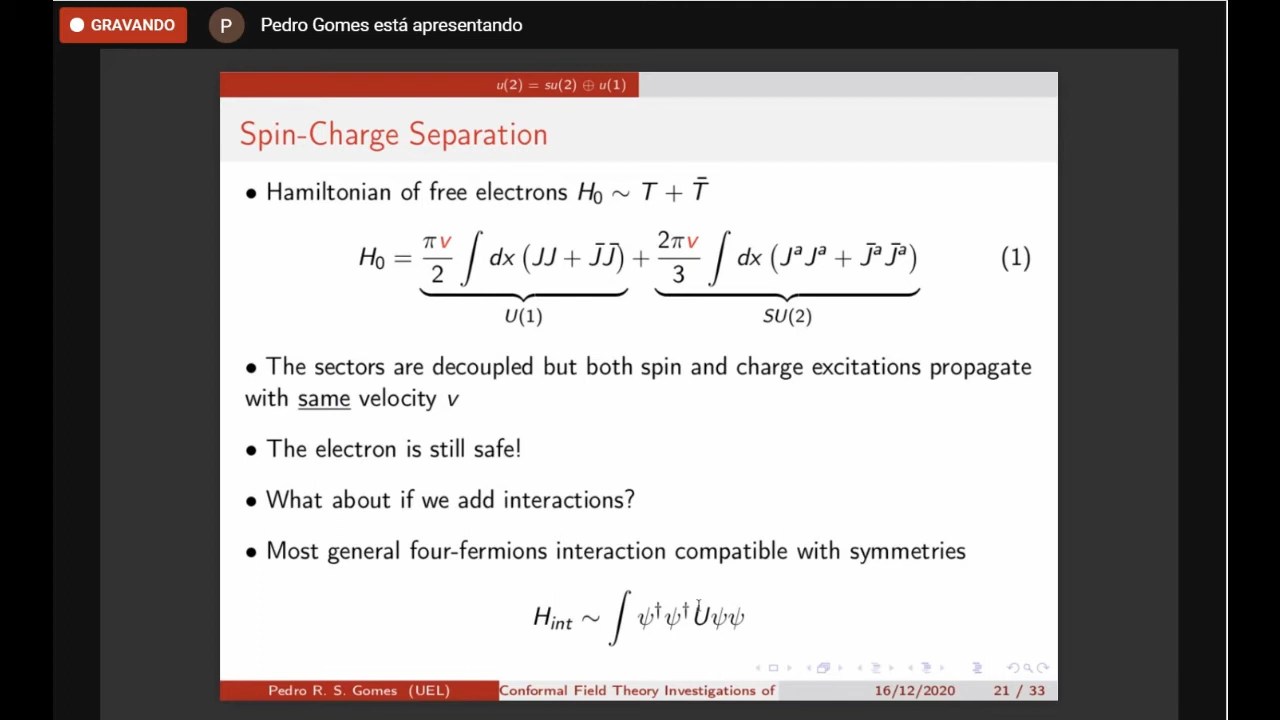 GRAVANDO
P
Pedro Gomes está apresentando
u(2) = su(2) ⊕ u(1)
Spin-Charge Separation
• Hamiltonian of free electrons H₀ ∼ T + T̄
H₀ = πv/2 ∫ dx (JJ + J̄J̄) + 2πv/3 ∫ dx (JᵃJᵃ + J̄ᵃJ̄ᵃ) (1)
U(1) SU(2)
• The sectors are decoupled but both spin and charge excitations propagate
with same velocity v
• The electron is still safe!
• What about if we add interactions?
• Most general four-fermions interaction compatible with symmetries
H_int ∼ ∫ ψ†ψ†Uψψ
Pedro R. S. Gomes (UEL) Conformal Field Theory Investigations of 16/12/2020 21 / 33